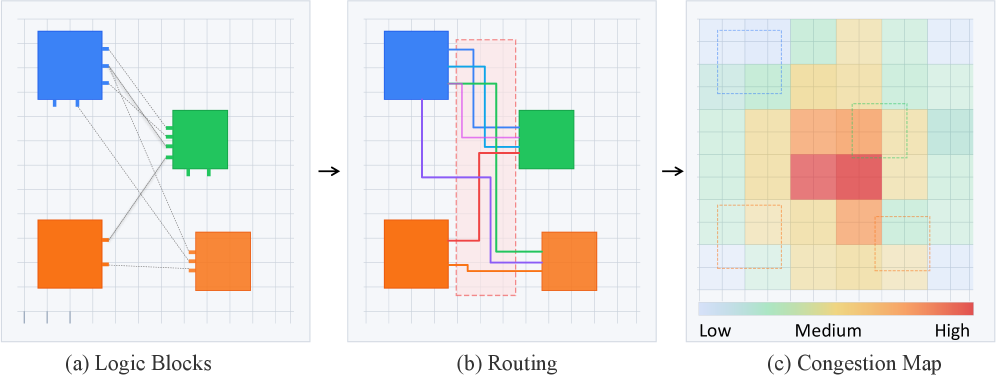 Low Medium High
(a) Logic Blocks
(b) Routing
(c) Congestion Map